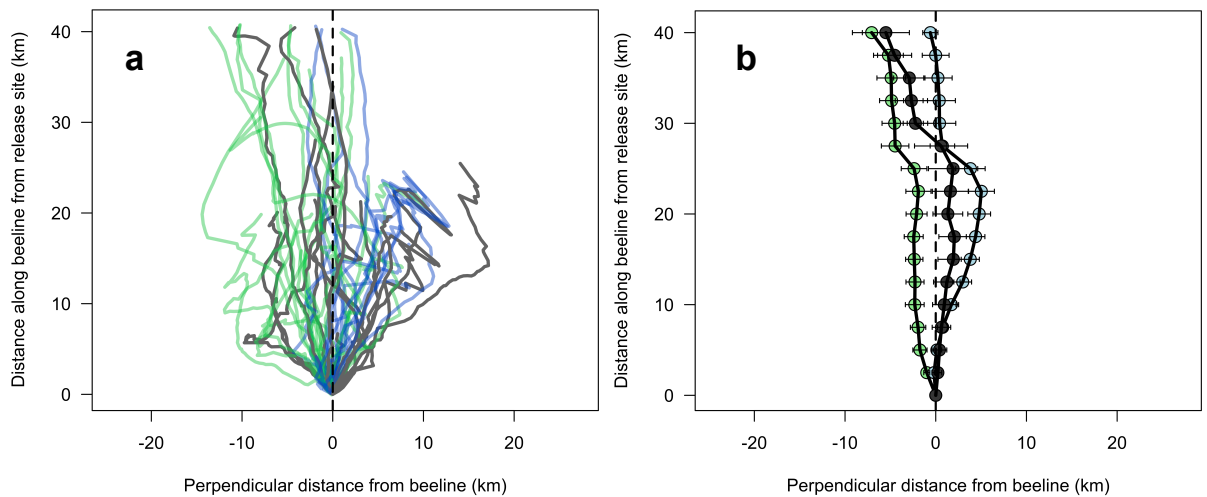 a
Distance along beeline from release site (km)
40
30
20
10
0
-20 -10 0 10 20
Perpendicular distance from beeline (km)
b
Distance along beeline from release site (km)
40
30
20
10
0
-20 -10 0 10 20
Perpendicular distance from beeline (km)